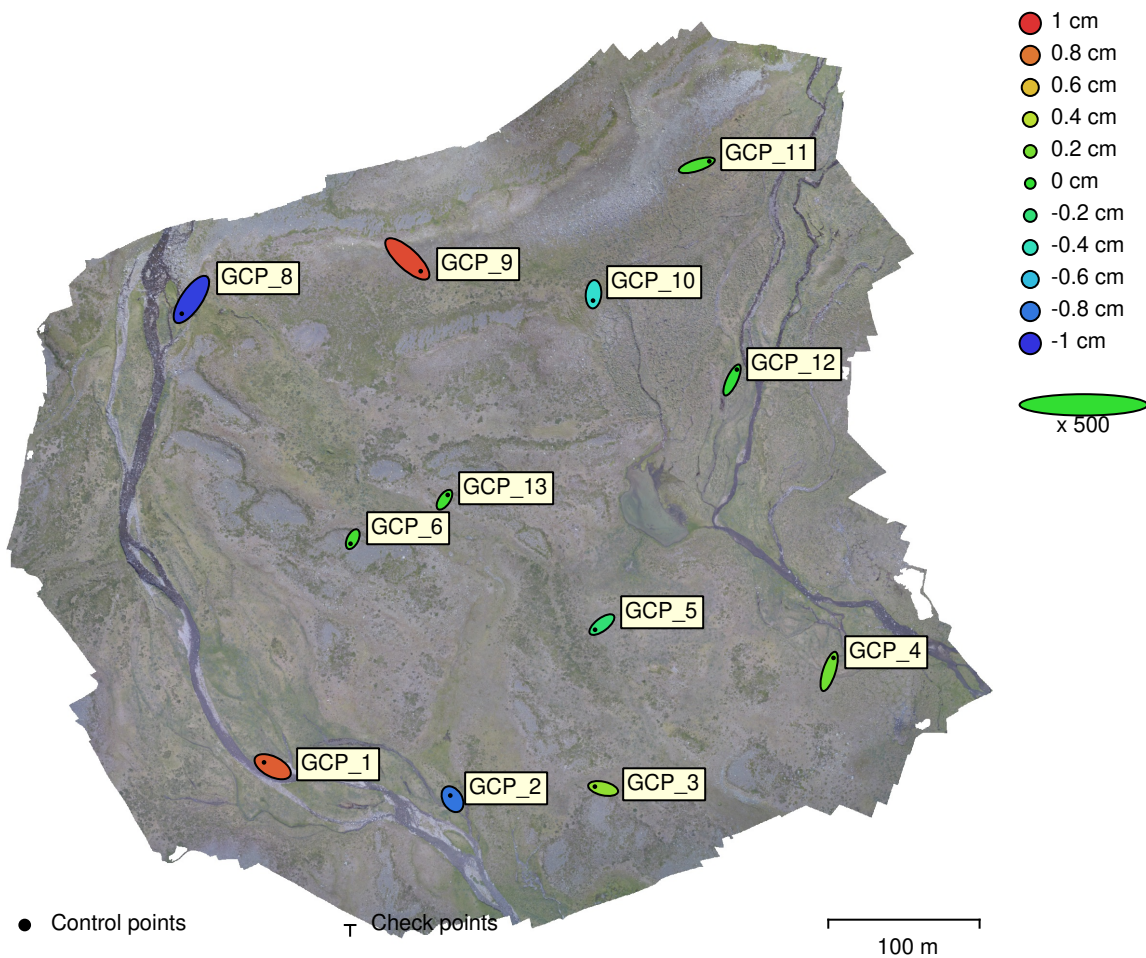 1 cm
0.8 cm
0.6 cm
0.4 cm
0.2 cm
0 cm
-0.2 cm
-0.4 cm
-0.6 cm
-0.8 cm
-1 cm
x 500
GCP_11
GCP_9
GCP_8
GCP_10
GCP_12
GCP_13
GCP_6
GCP_5
GCP_4
GCP_1
GCP_2
GCP_3
Control points
Check points
100 m